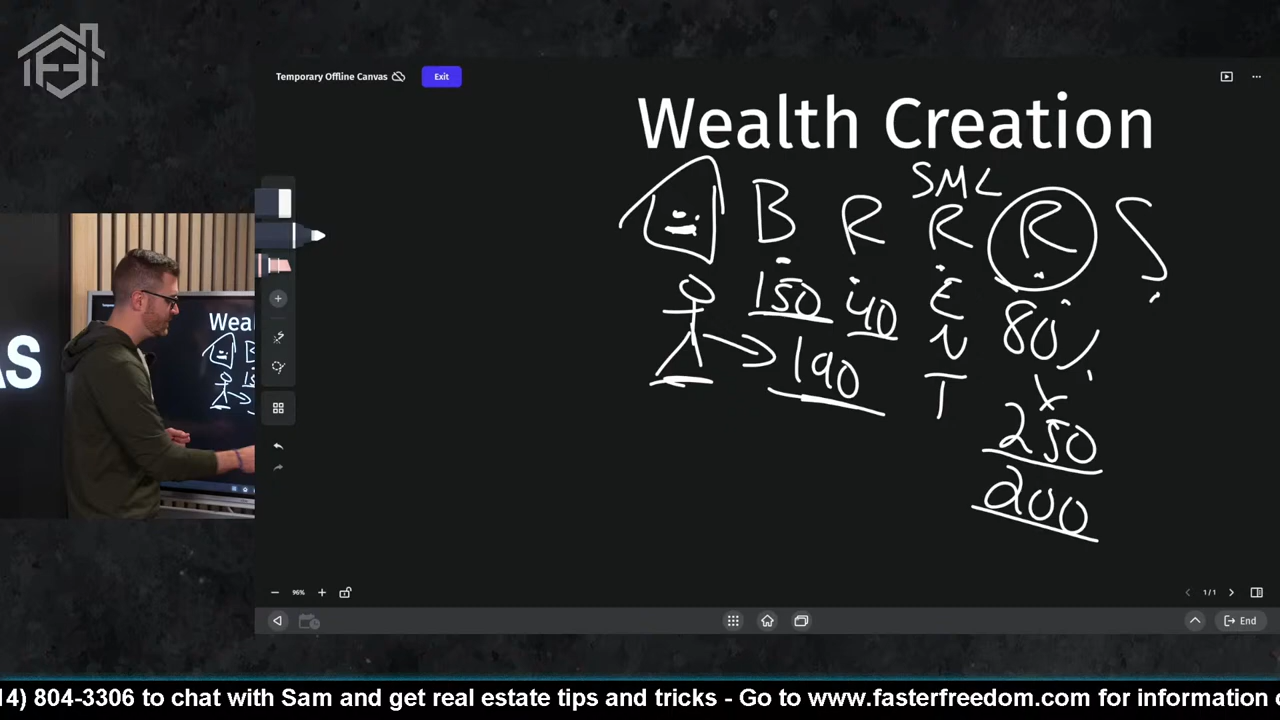 Temporary Offline Canvas
Exit
Wealth Creation
SML
B R R R S
150 40
190
E
N
T
80%
x
250
200
AS
Weal
96%
1/1
End
14) 804-3306 to chat with Sam and get real estate tips and tricks - Go to www.fasterfreedom.com for information